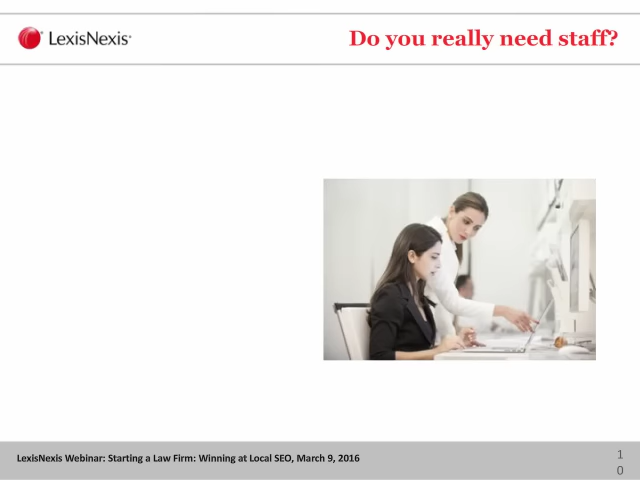 LexisNexis®
Do you really need staff?
LexisNexis Webinar: Starting a Law Firm: Winning at Local SEO, March 9, 2016
1
0